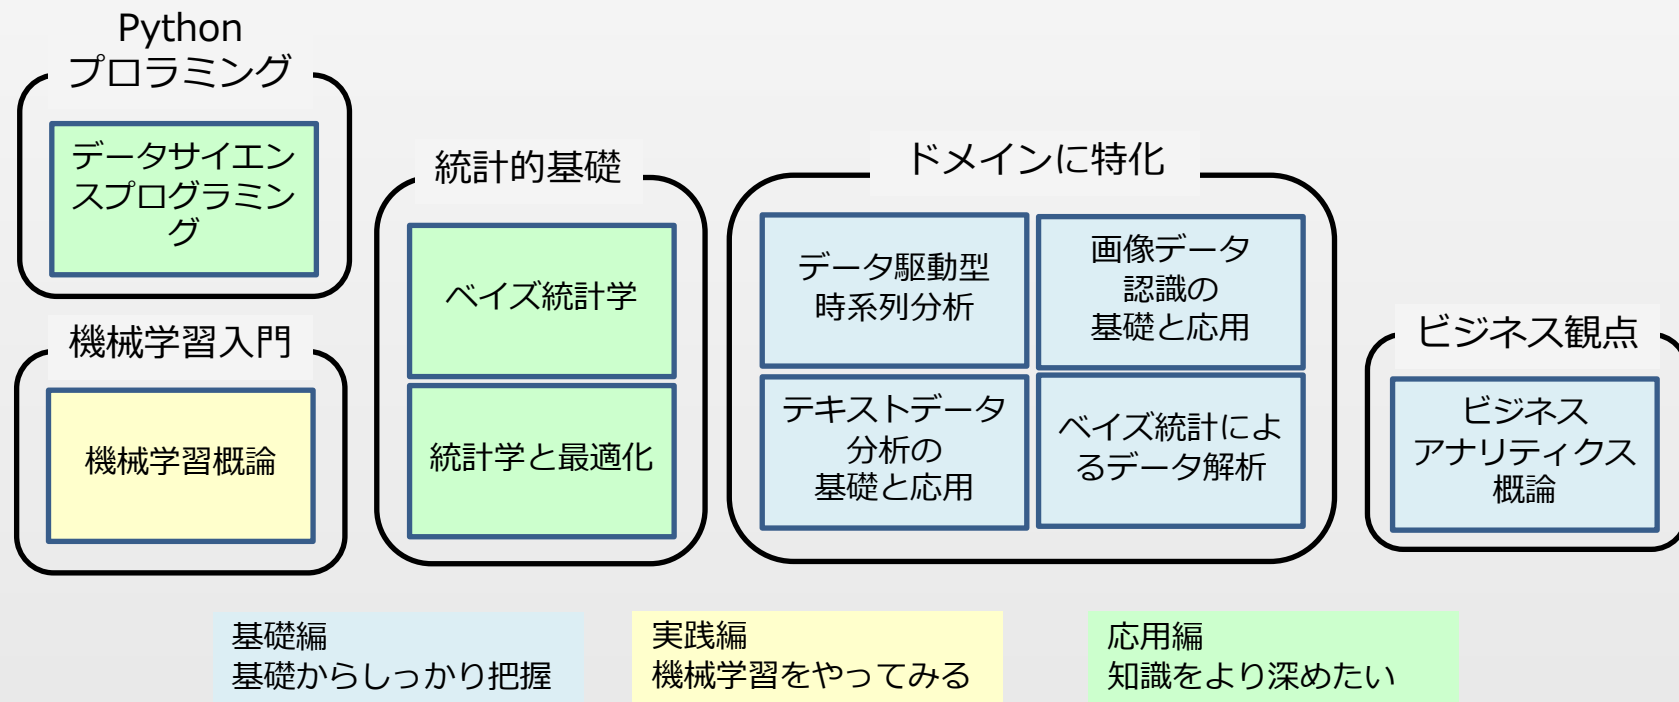 Python
プロラミング
データサイエン
スプログラミン
グ
機械学習入門
機械学習概論
統計的基礎
ベイズ統計学
統計学と最適化
ドメインに特化
データ駆動型
時系列分析
画像データ
認識の
基礎と応用
テキストデータ
分析の
基礎と応用
ベイズ統計によ
るデータ解析
ビジネス観点
ビジネス
アナリティクス
概論
基礎編
基礎からしっかり把握
実践編
機械学習をやってみる
応用編
知識をより深めたい